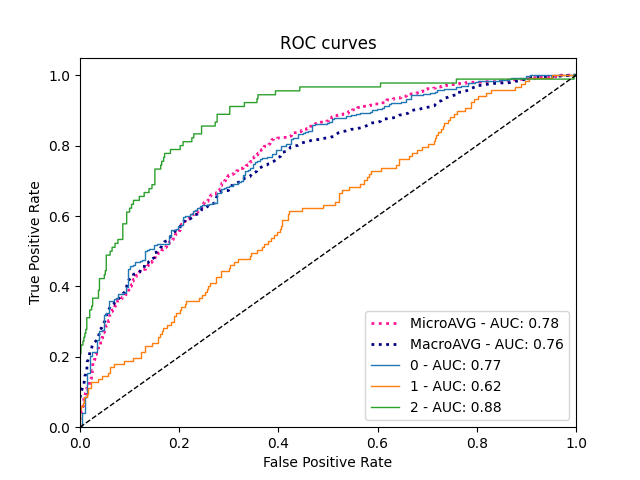 ROC curves
True Positive Rate
1.0
0.8
0.6
0.4
0.2
0.0
0.0 0.2 0.4 0.6 0.8 1.0
False Positive Rate
MicroAVG - AUC: 0.78
MacroAVG - AUC: 0.76
0 - AUC: 0.77
1 - AUC: 0.62
2 - AUC: 0.88